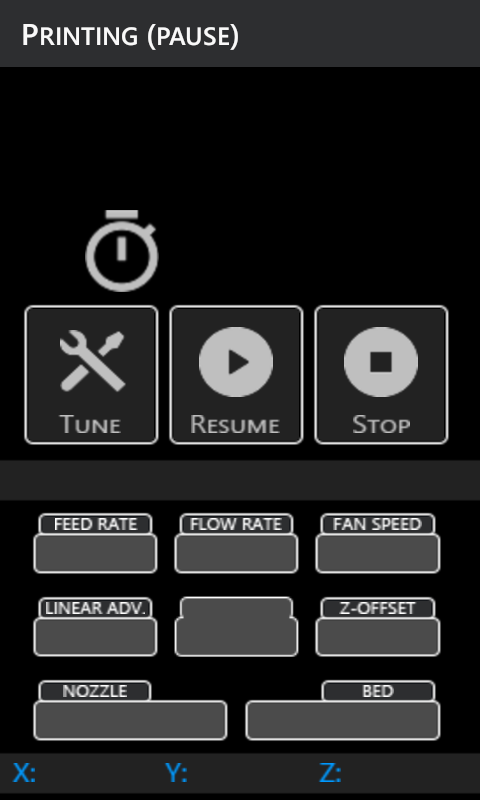 PRINTING (PAUSE)
TUNE RESUME STOP
FEED RATE FLOW RATE FAN SPEED
LINEAR ADV. Z-OFFSET
NOZZLE BED
X: Y: Z: